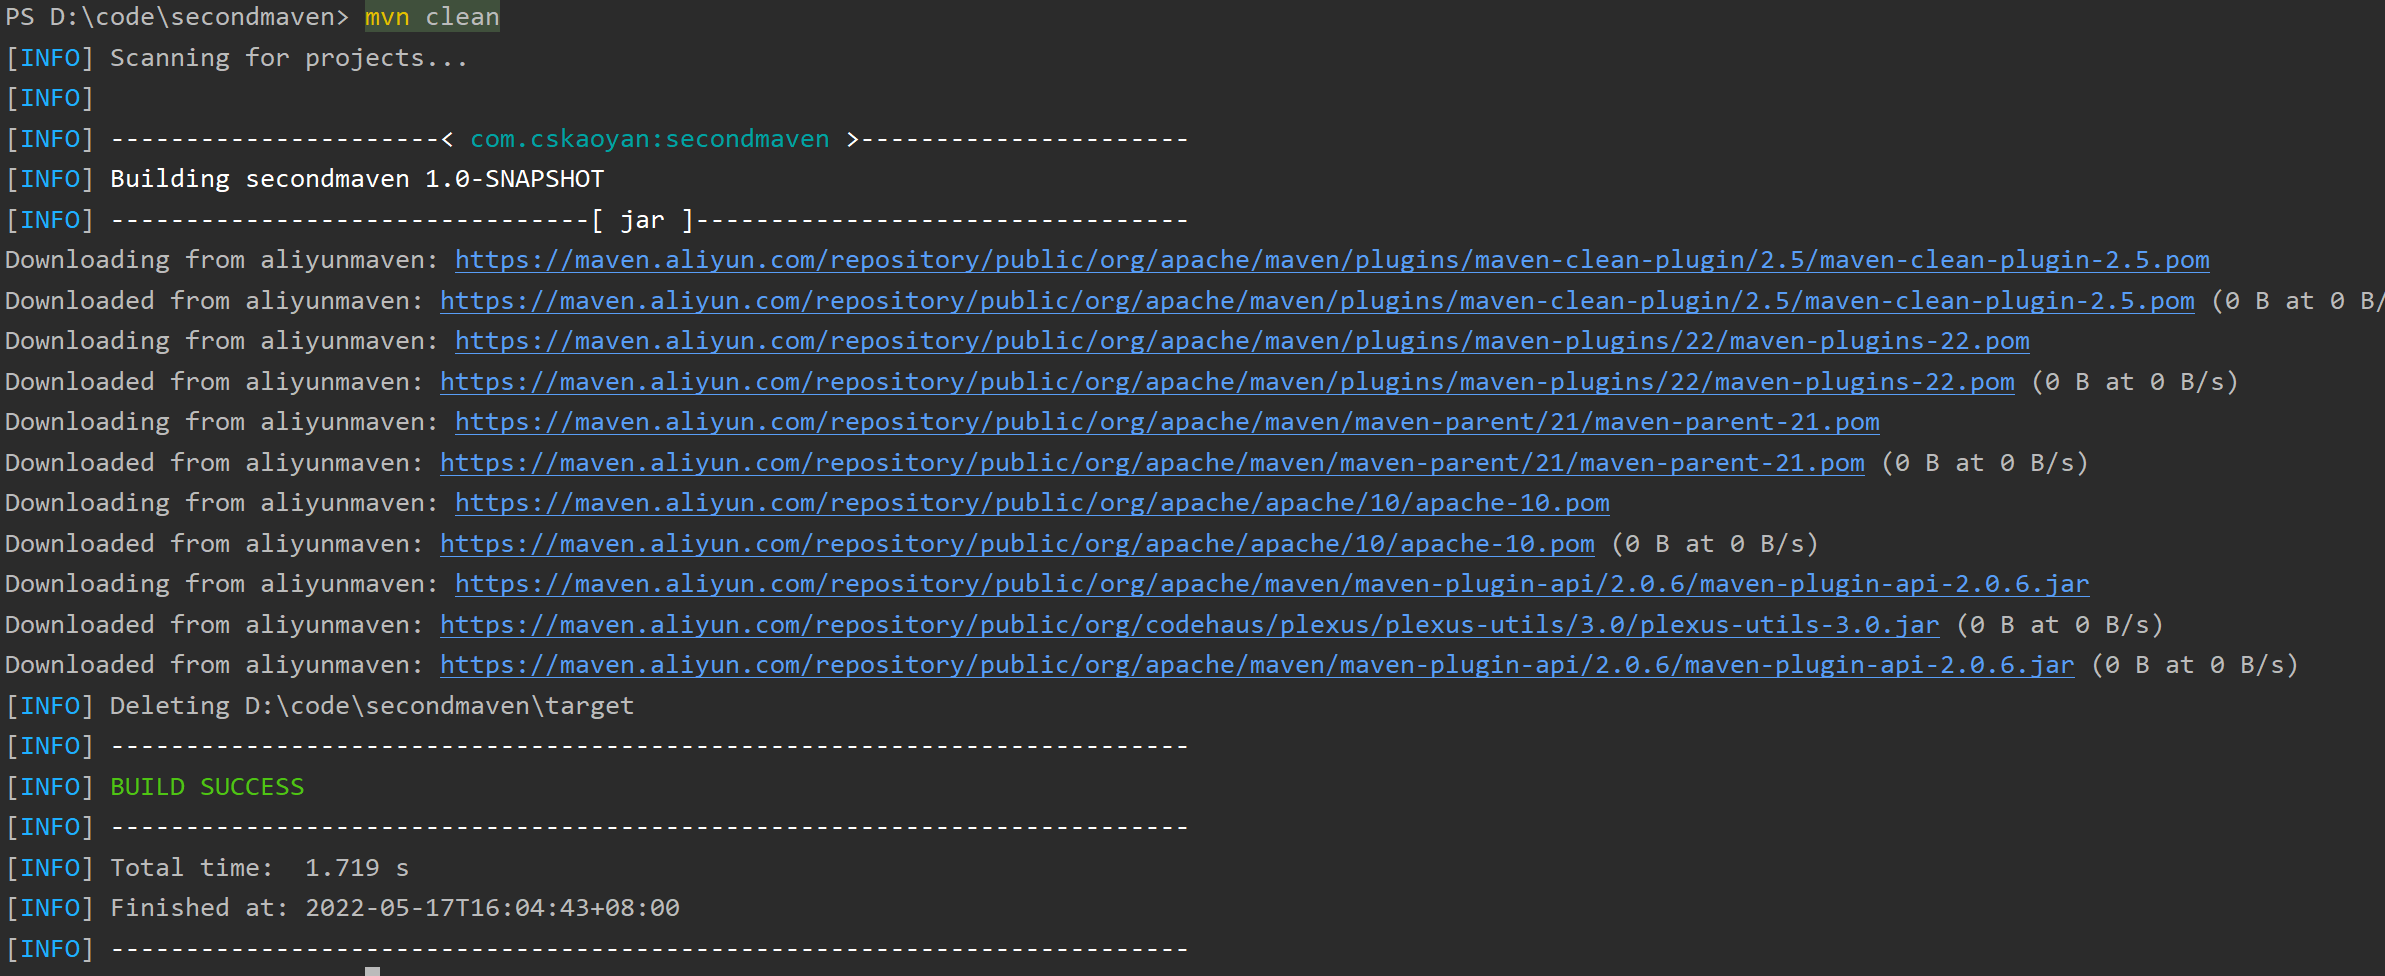 PS D:\code\secondmaven> mvn clean
[INFO] Scanning for projects...
[INFO]
[INFO] ----------------------< com.cskaoyan:secondmaven >----------------------
[INFO] Building secondmaven 1.0-SNAPSHOT
[INFO] --------------------------------[ jar ]---------------------------------
Downloading from aliyunmaven: https://maven.aliyun.com/repository/public/org/apache/maven/plugins/maven-clean-plugin/2.5/maven-clean-plugin-2.5.pom
Downloaded from aliyunmaven: https://maven.aliyun.com/repository/public/org/apache/maven/plugins/maven-clean-plugin/2.5/maven-clean-plugin-2.5.pom (0 B at 0 B/
Downloading from aliyunmaven: https://maven.aliyun.com/repository/public/org/apache/maven/plugins/maven-plugins/22/maven-plugins-22.pom
Downloaded from aliyunmaven: https://maven.aliyun.com/repository/public/org/apache/maven/plugins/maven-plugins/22/maven-plugins-22.pom (0 B at 0 B/s)
Downloading from aliyunmaven: https://maven.aliyun.com/repository/public/org/apache/maven/maven-parent/21/maven-parent-21.pom
Downloaded from aliyunmaven: https://maven.aliyun.com/repository/public/org/apache/maven/maven-parent/21/maven-parent-21.pom (0 B at 0 B/s)
Downloading from aliyunmaven: https://maven.aliyun.com/repository/public/org/apache/apache/10/apache-10.pom
Downloaded from aliyunmaven: https://maven.aliyun.com/repository/public/org/apache/apache/10/apache-10.pom (0 B at 0 B/s)
Downloading from aliyunmaven: https://maven.aliyun.com/repository/public/org/apache/maven/maven-plugin-api/2.0.6/maven-plugin-api-2.0.6.jar
Downloaded from aliyunmaven: https://maven.aliyun.com/repository/public/org/codehaus/plexus/plexus-utils/3.0/plexus-utils-3.0.jar (0 B at 0 B/s)
Downloaded from aliyunmaven: https://maven.aliyun.com/repository/public/org/apache/maven/maven-plugin-api/2.0.6/maven-plugin-api-2.0.6.jar (0 B at 0 B/s)
[INFO] Deleting D:\code\secondmaven\target
[INFO] ------------------------------------------------------------------------
[INFO] BUILD SUCCESS
[INFO] ------------------------------------------------------------------------
[INFO] Total time:  1.719 s
[INFO] Finished at: 2022-05-17T16:04:43+08:00
[INFO] ------------------------------------------------------------------------